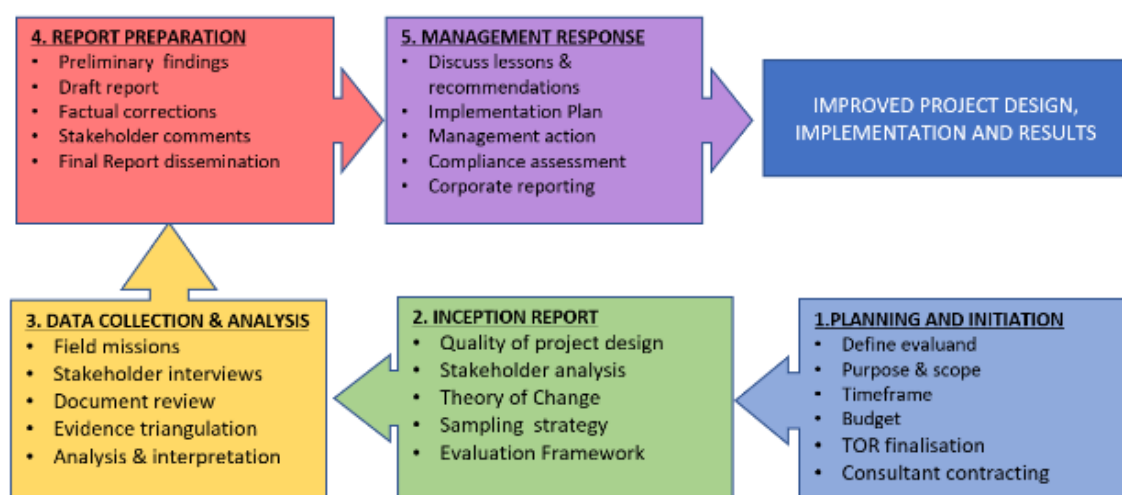 4. REPORT PREPARATION
• Preliminary findings
• Draft report
• Factual corrections
• Stakeholder comments
• Final Report dissemination
5. MANAGEMENT RESPONSE
• Discuss lessons &
recommendations
• Implementation Plan
• Management action
• Compliance assessment
• Corporate reporting
IMPROVED PROJECT DESIGN,
IMPLEMENTATION AND RESULTS
3. DATA COLLECTION & ANALYSIS
• Field missions
• Stakeholder interviews
• Document review
• Evidence triangulation
• Analysis & interpretation
2. INCEPTION REPORT
• Quality of project design
• Stakeholder analysis
• Theory of Change
• Sampling strategy
• Evaluation Framework
1.PLANNING AND INITIATION
• Define evaluand
• Purpose & scope
• Timeframe
• Budget
• TOR finalisation
• Consultant contracting